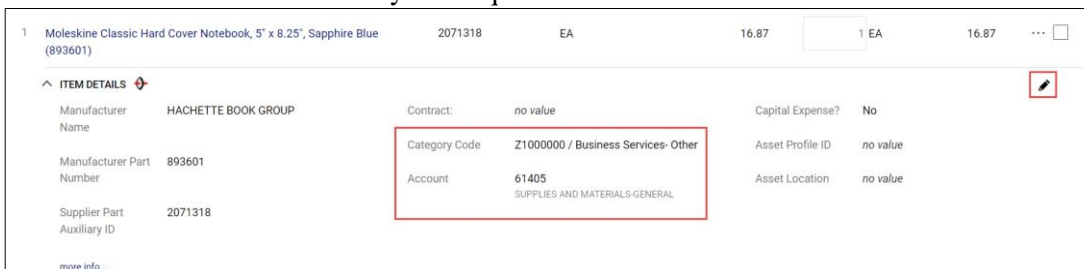 1 Moleskine Classic Hard Cover Notebook, 5" x 8.25", Sapphire Blue 2071318 EA 16.87 1 EA 16.87 ...
(893601)
ITEM DETAILS
Manufacturer HACHETTE BOOK GROUP Contract: no value Capital Expense? No
Name
Category Code Z1000000 / Business Services- Other Asset Profile ID no value
Manufacturer Part 893601
Number
Account 61405 Asset Location no value
SUPPLIES AND MATERIALS-GENERAL
Supplier Part 2071318
Auxiliary ID
more info...